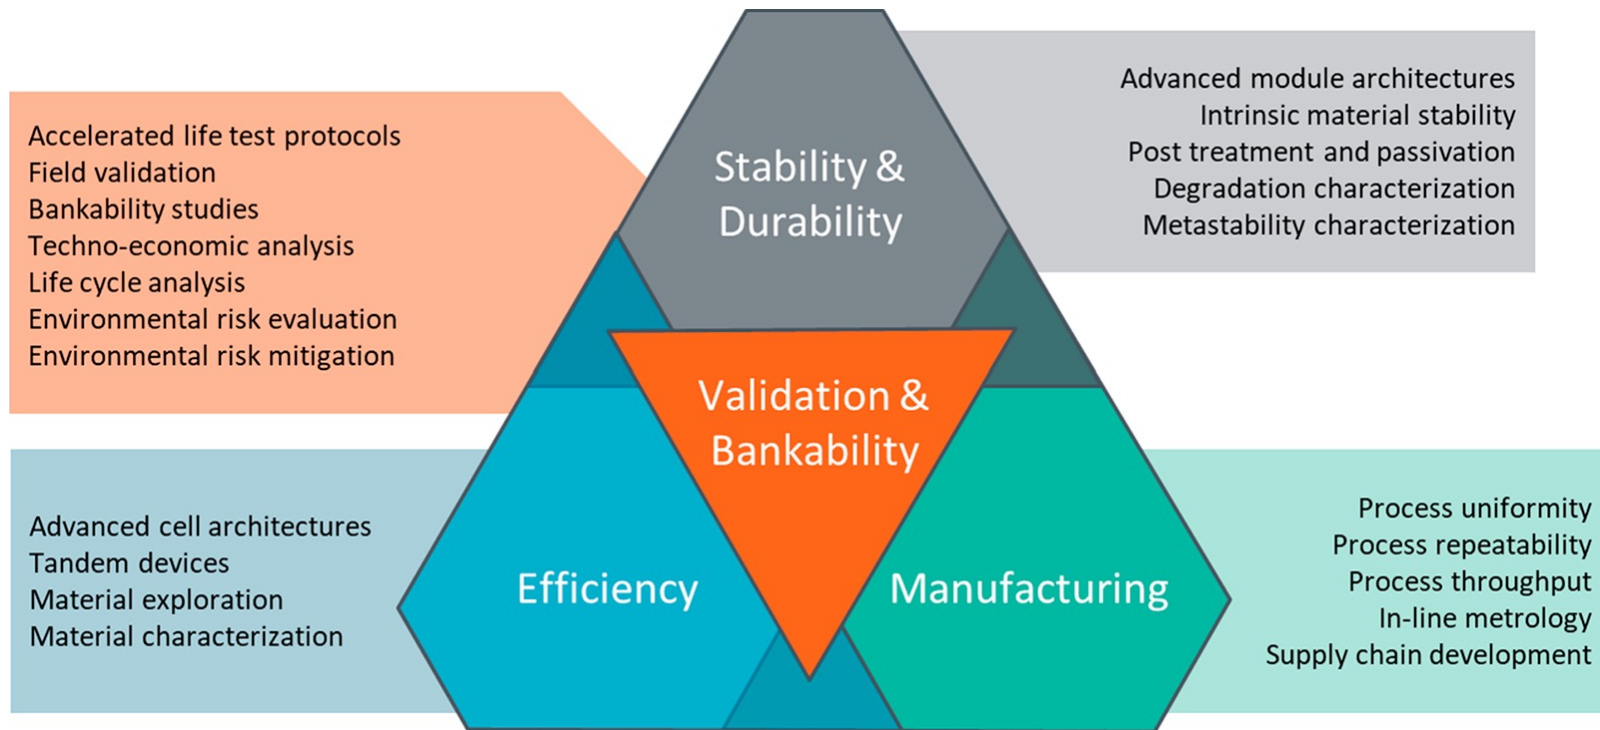 Stability &
Durability
Advanced module architectures
Intrinsic material stability
Post treatment and passivation
Degradation characterization
Metastability characterization
Accelerated life test protocols
Field validation
Bankability studies
Techno-economic analysis
Life cycle analysis
Environmental risk evaluation
Environmental risk mitigation
Validation &
Bankability
Advanced cell architectures
Tandem devices
Material exploration
Material characterization
Efficiency
Manufacturing
Process uniformity
Process repeatability
Process throughput
In-line metrology
Supply chain development